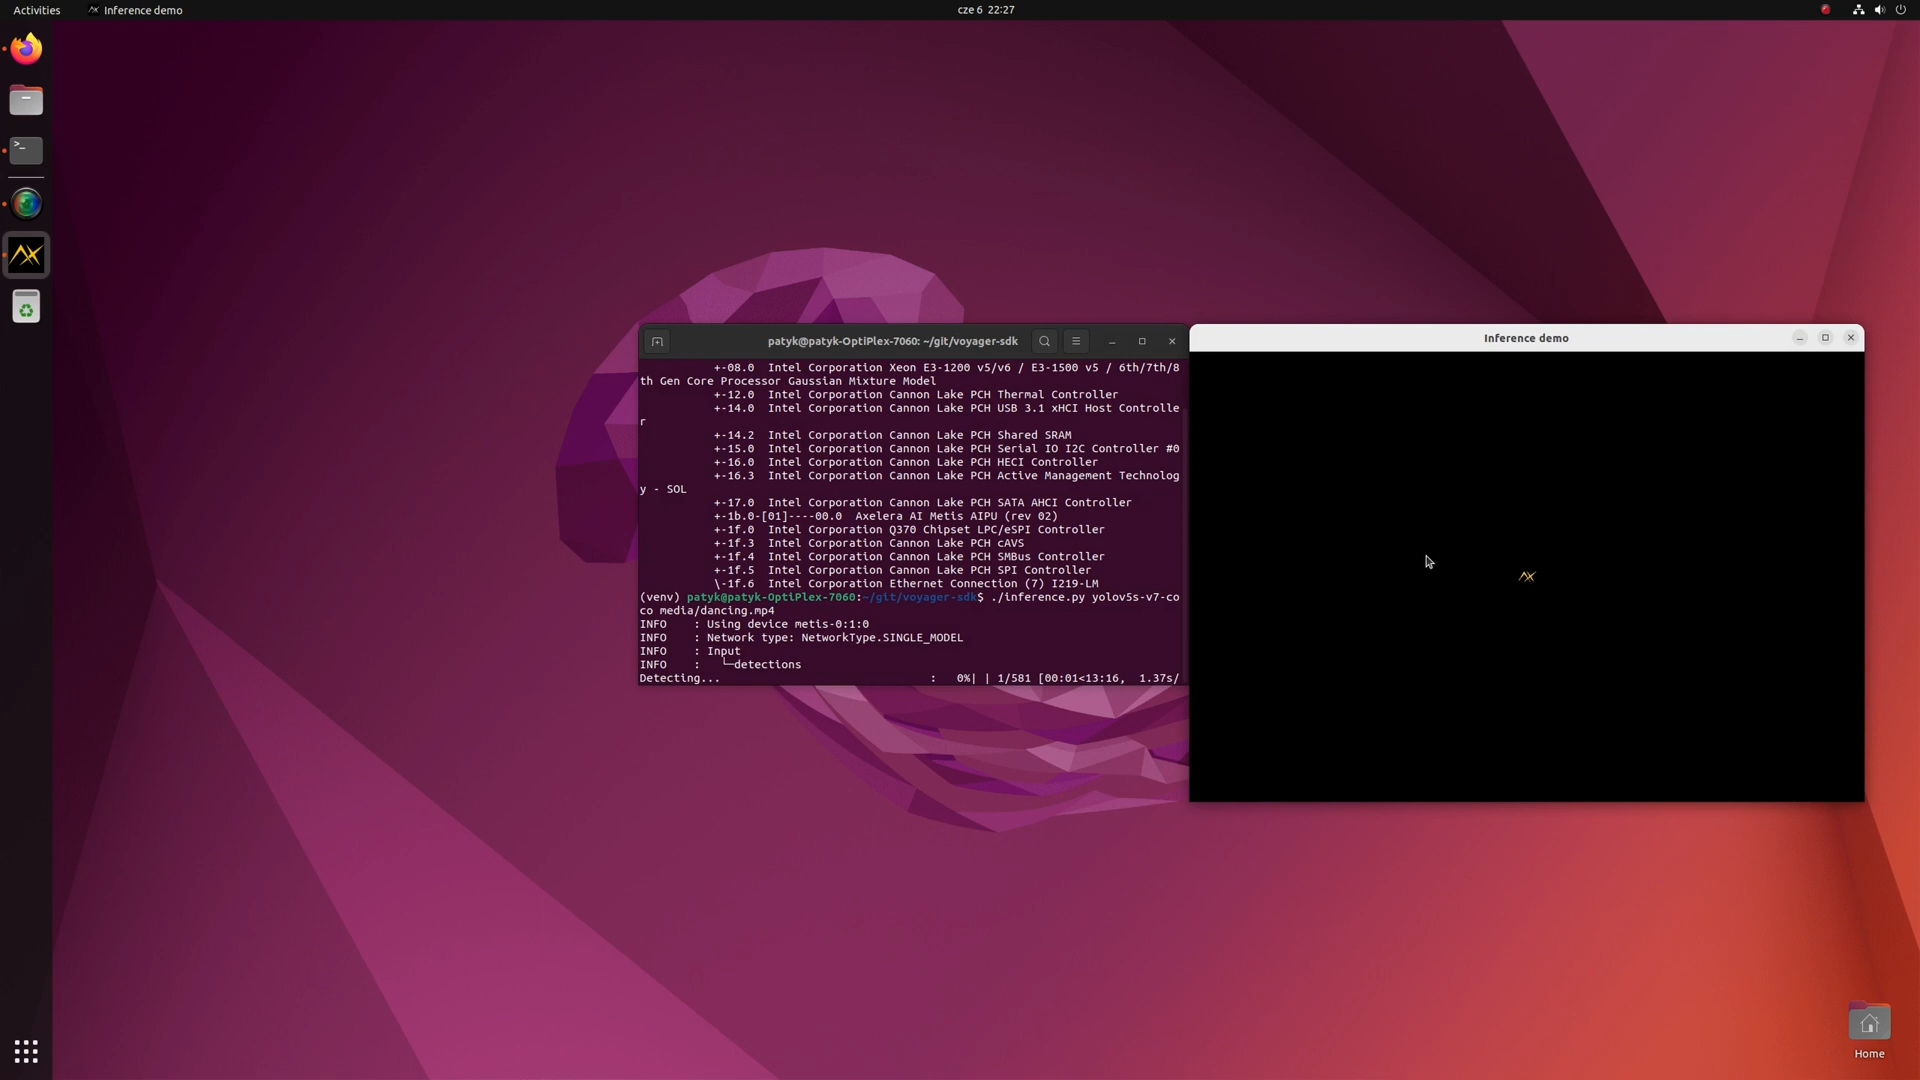 Activities
Inference demo
cze 6 22:27
patyk@patyk-OptiPlex-7060: ~/git/voyager-sdk
+-08.0  Intel Corporation Xeon E3-1200 v5/v6 / E3-1500 v5 / 6th/7th/8
th Gen Core Processor Gaussian Mixture Model
+-12.0  Intel Corporation Cannon Lake PCH Thermal Controller
+-14.0  Intel Corporation Cannon Lake PCH USB 3.1 xHCI Host Controlle
r
+-14.2  Intel Corporation Cannon Lake PCH Shared SRAM
+-15.0  Intel Corporation Cannon Lake PCH Serial IO I2C Controller #0
+-16.0  Intel Corporation Cannon Lake PCH HECI Controller
+-16.3  Intel Corporation Cannon Lake PCH Active Management Technolog
y - SOL
+-17.0  Intel Corporation Cannon Lake PCH SATA AHCI Controller
+-1b.0-[01]----00.0  Axelera AI Metis AIPU (rev 02)
+-1f.0  Intel Corporation Q370 Chipset LPC/eSPI Controller
+-1f.3  Intel Corporation Cannon Lake PCH cAVS
+-1f.4  Intel Corporation Cannon Lake PCH SMBus Controller
+-1f.5  Intel Corporation Cannon Lake PCH SPI Controller
\-1f.6  Intel Corporation Ethernet Connection (7) I219-LM
(venv) patyk@patyk-OptiPlex-7060:~/git/voyager-sdk$ ./inference.py yolov5s-v7-co
co media/dancing.mp4
INFO    : Using device metis-0:1:0
INFO    : Network type: NetworkType.SINGLE_MODEL
INFO    : Input
INFO    :   └─detections
Detecting...                               :   0%| | 1/581 [00:01<13:16,  1.37s/
Inference demo
Home